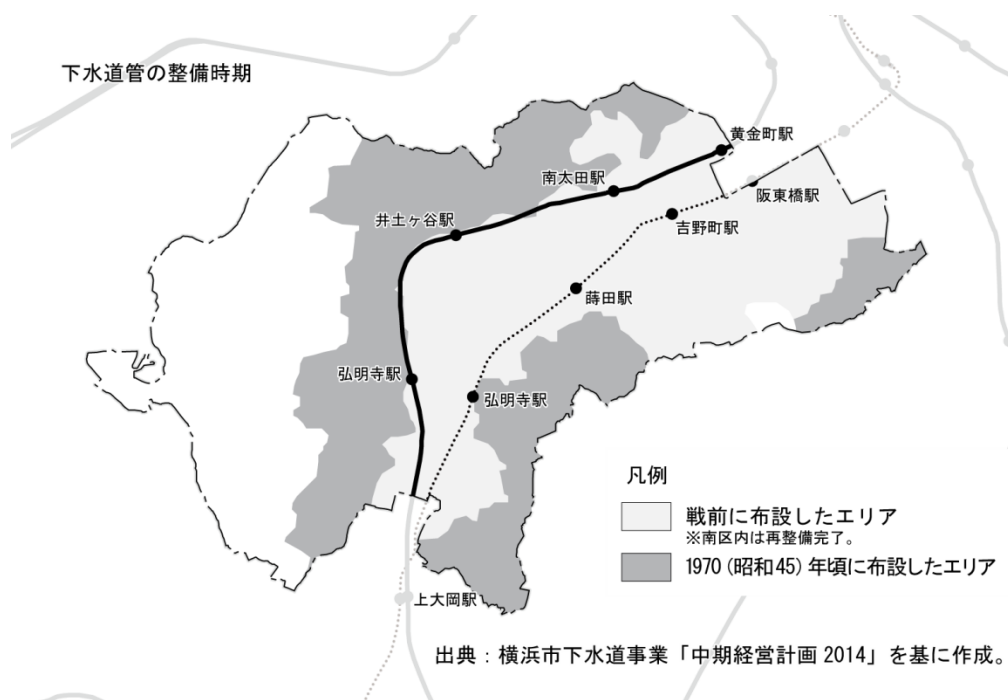 下水道管の整備時期
黄金町駅
南太田駅
阪東橋駅
井土ヶ谷駅
吉野町駅
蒔田駅
弘明寺駅
弘明寺駅
凡例
戦前に布設したエリア
※南区内は再整備完了。
1970(昭和45)年頃に布設したエリア
上大岡駅
出典:横浜市下水道事業「中期経営計画2014」を基に作成。